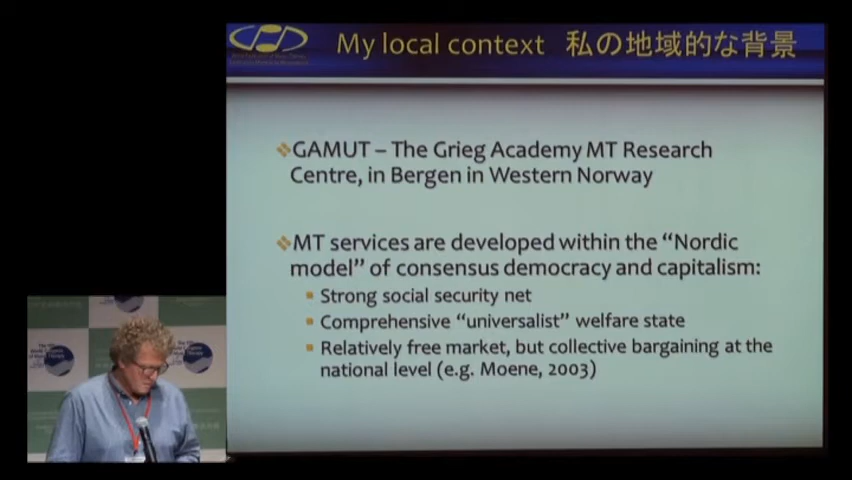 My local context 私の地域的な背景
GAMUT – The Grieg Academy MT Research
Centre, in Bergen in Western Norway
MT services are developed within the “Nordic
model” of consensus democracy and capitalism:
Strong social security net
Comprehensive “universalist” welfare state
Relatively free market, but collective bargaining at the
national level (e.g. Moene, 2003)